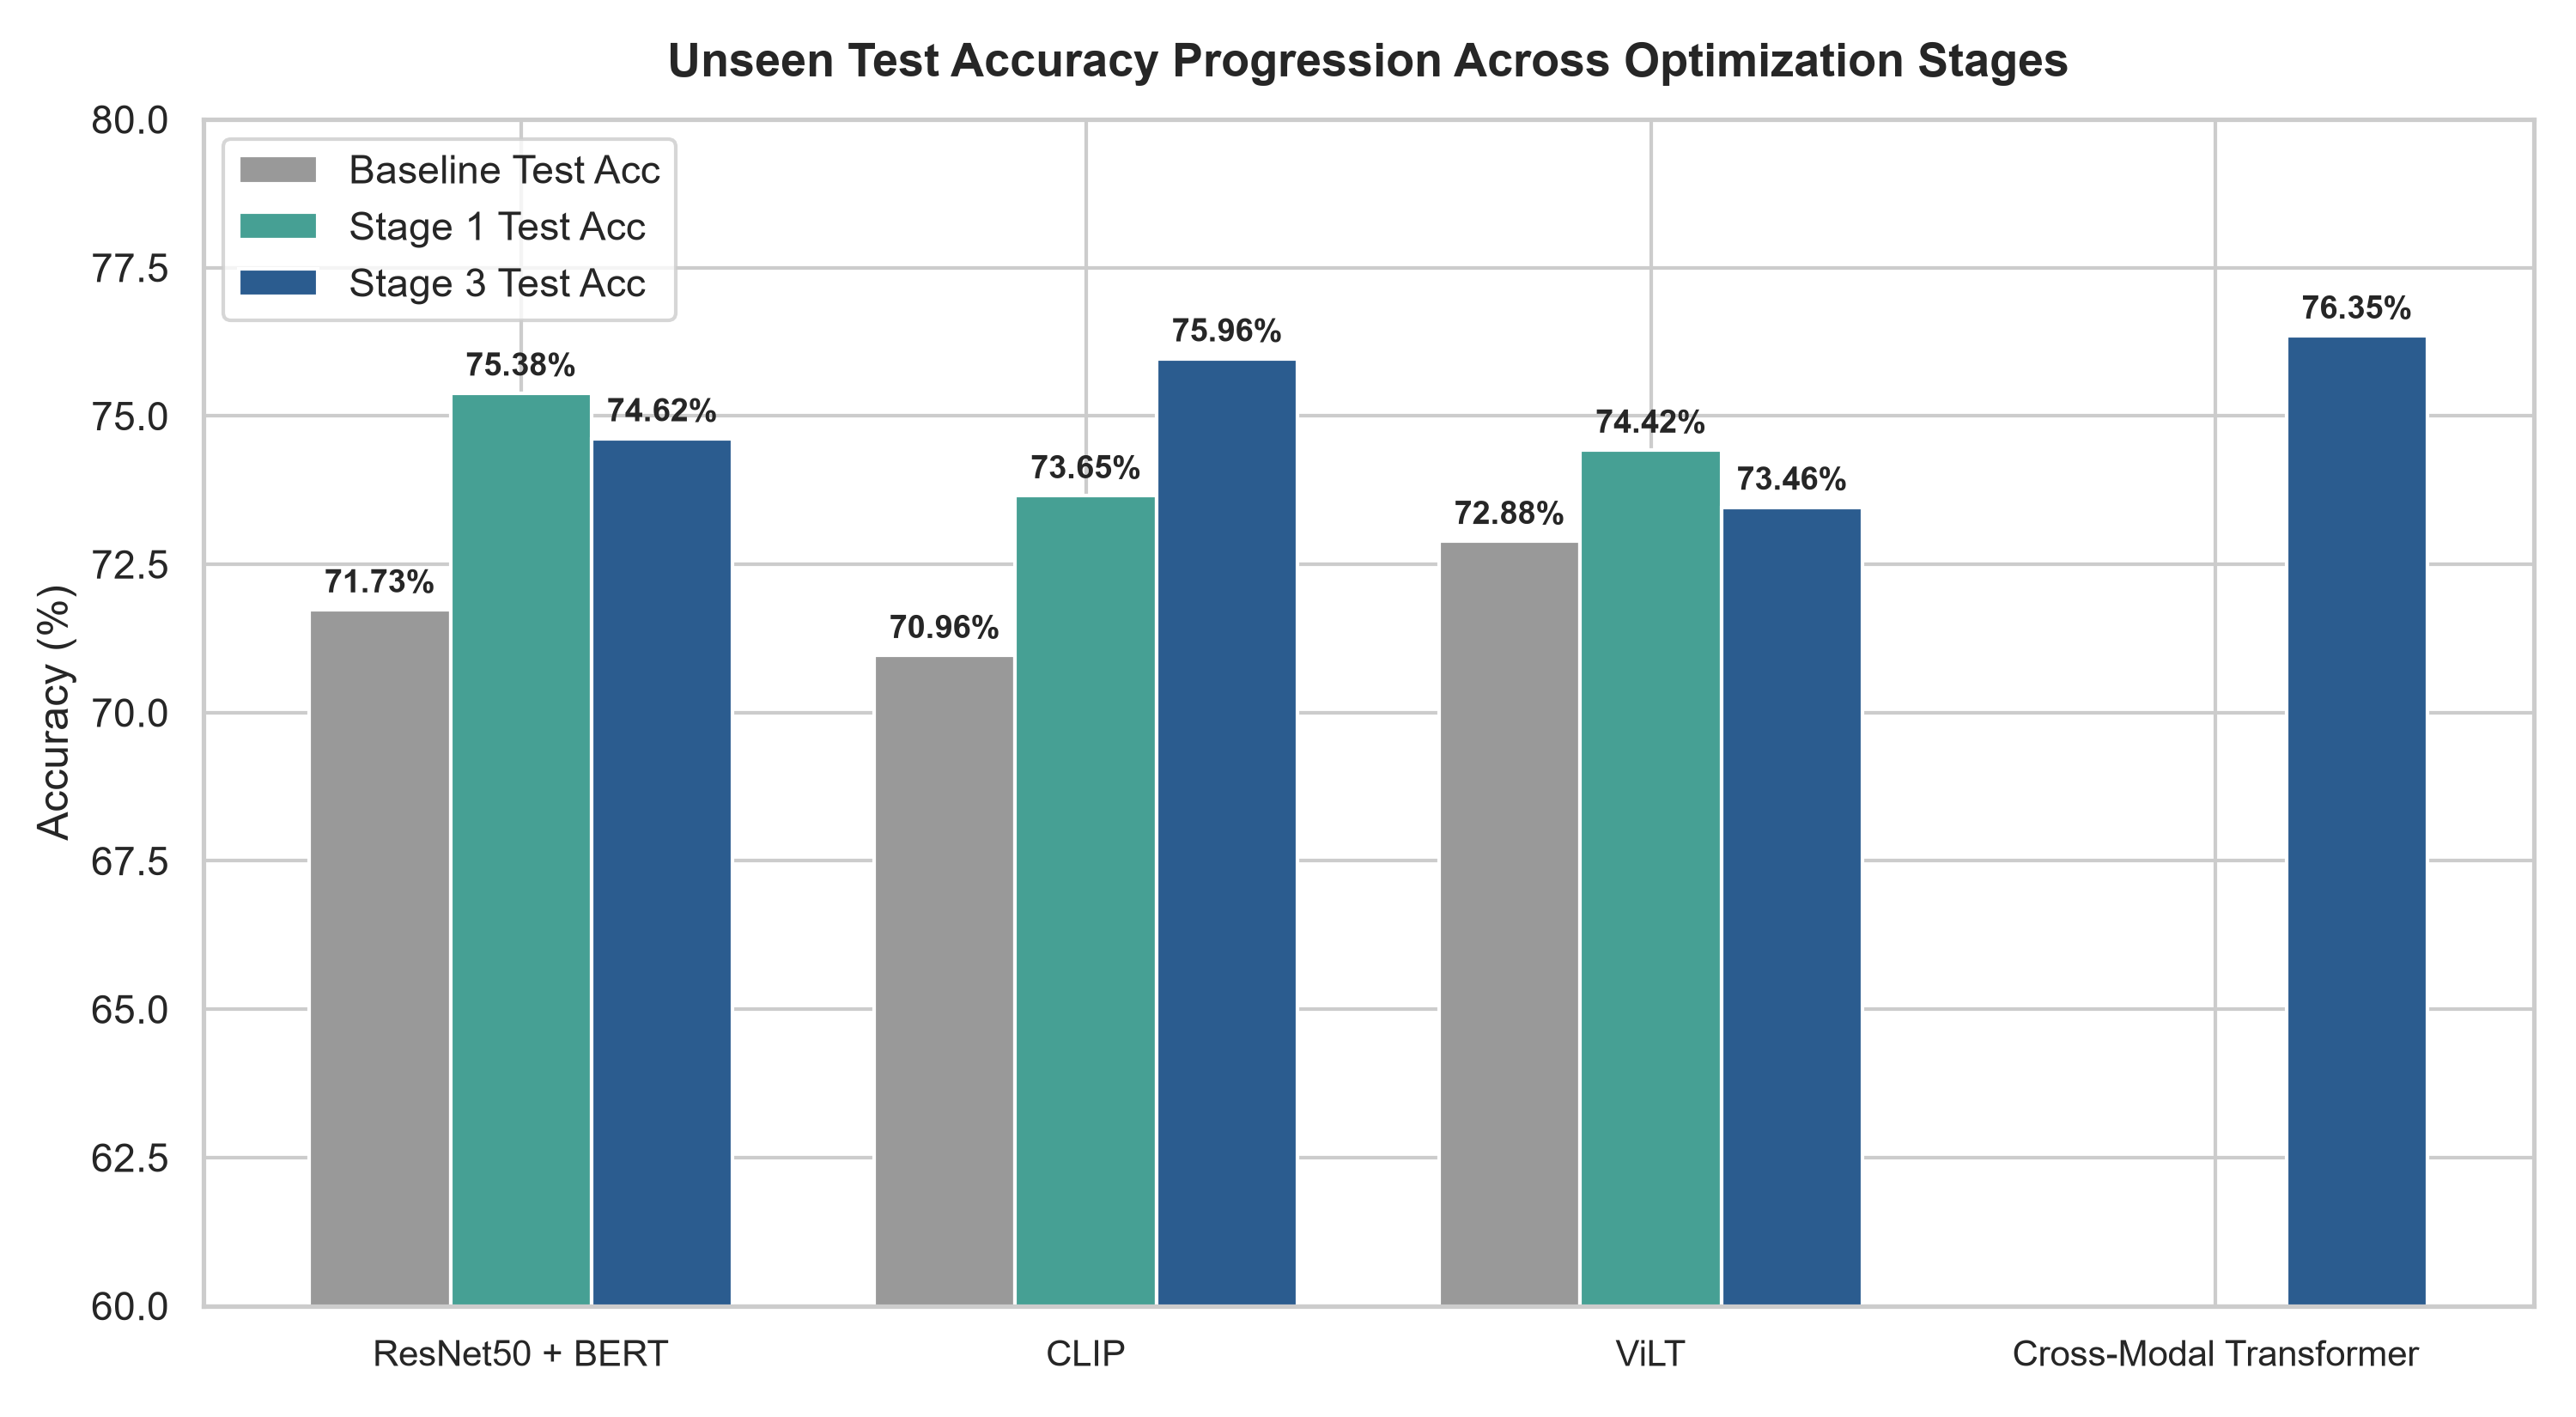 Unseen Test Accuracy Progression Across Optimization Stages
80.0
77.5
75.0
72.5
70.0
67.5
65.0
62.5
60.0
Accuracy (%)
Baseline Test Acc
Stage 1 Test Acc
Stage 3 Test Acc
71.73%
75.38%
74.62%
70.96%
73.65%
75.96%
72.88%
74.42%
73.46%
76.35%
ResNet50 + BERT
CLIP
ViLT
Cross-Modal Transformer